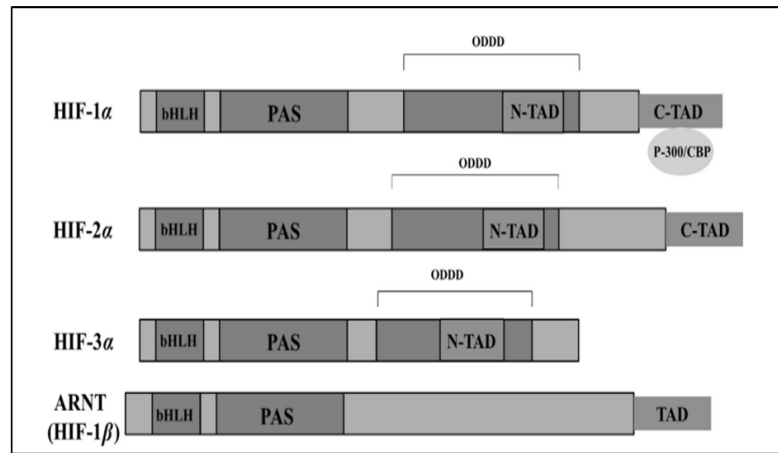 ODDD
HIF-1α bHLH PAS N-TAD C-TAD
P-300/CBP
ODDD
HIF-2α bHLH PAS N-TAD C-TAD
ODDD
HIF-3α bHLH PAS N-TAD
ARNT
(HIF-1β) bHLH PAS TAD